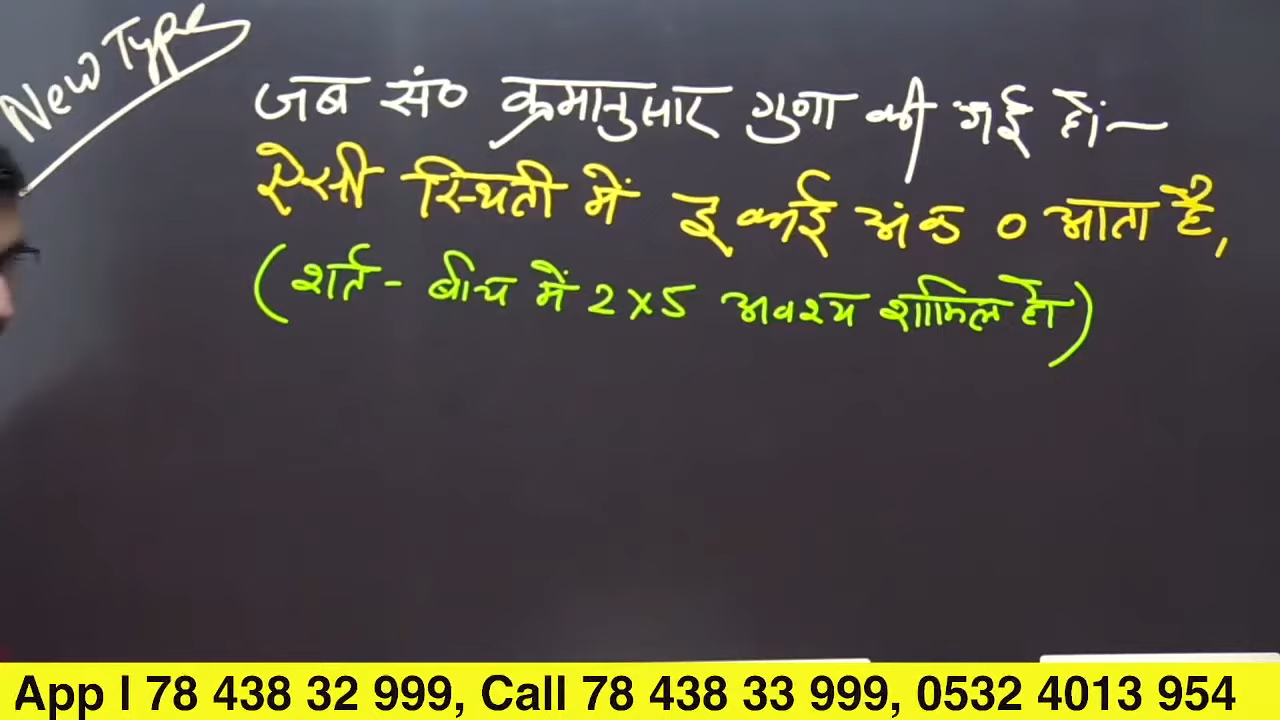 New Type
जब सं० क्रमानुसार गुणा की गई हों—
ऐसी स्थिती में इकाई अंक 0 आता है,
(शर्त - बीच में 2×5 अवश्य शामिल हो)
App I 78 438 32 999, Call 78 438 33 999, 0532 4013 954